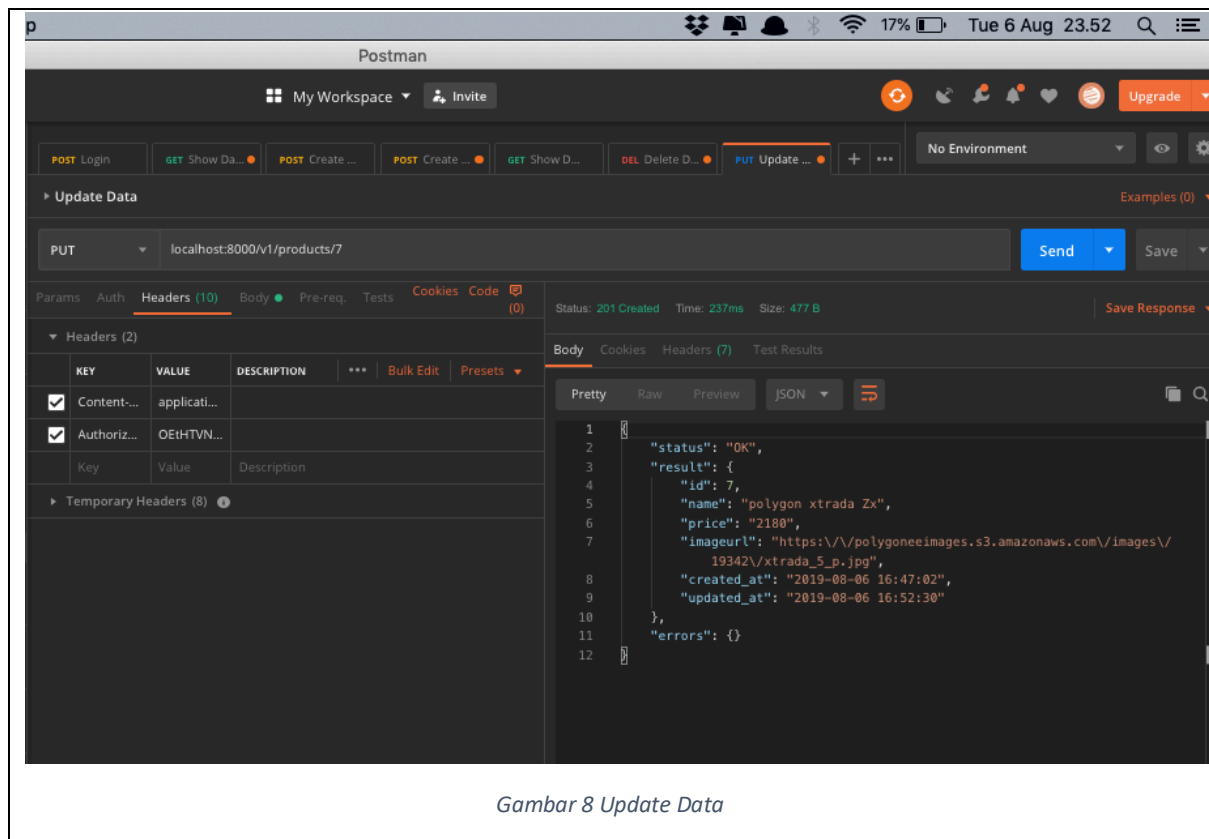 p
17% Tue 6 Aug 23.52
Postman
My Workspace Invite Upgrade
POST Login GET Show Da... POST Create ... POST Create ... GET Show D... DEL Delete D... PUT Update ... + ••• No Environment
Update Data Examples (0)
PUT localhost:8000/v1/products/7 Send Save
Params Auth Headers (10) Body Pre-req. Tests Cookies Code (0)
Status: 201 Created Time: 237ms Size: 477 B Save Response
Headers (2)
Body Cookies Headers (7) Test Results
KEY VALUE DESCRIPTION ••• Bulk Edit Presets
Content-... applicati...
Authoriz... OEtHTVN...
Key Value Description
Temporary Headers (8)
Pretty Raw Preview JSON
1 {
2 "status": "OK",
3 "result": {
4 "id": 7,
5 "name": "polygon xtrada Zx",
6 "price": "2180",
7 "imageurl": "https:\/\/polygoneeimages.s3.amazonaws.com\/images\/
19342\/xtrada_5_p.jpg",
8 "created_at": "2019-08-06 16:47:02",
9 "updated_at": "2019-08-06 16:52:30"
10 },
11 "errors": {}
12 }
Gambar 8 Update Data